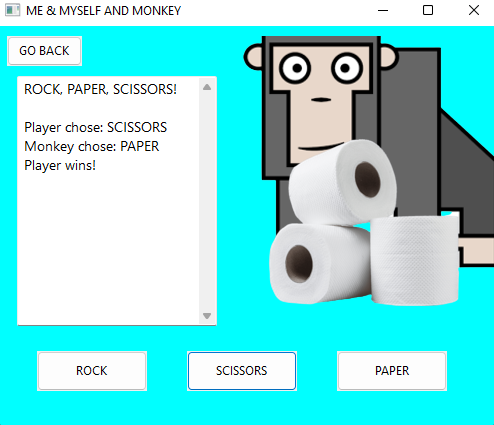 ME & MYSELF AND MONKEY
GO BACK
ROCK, PAPER, SCISSORS!
Player chose: SCISSORS
Monkey chose: PAPER
Player wins!
ROCK
SCISSORS
PAPER